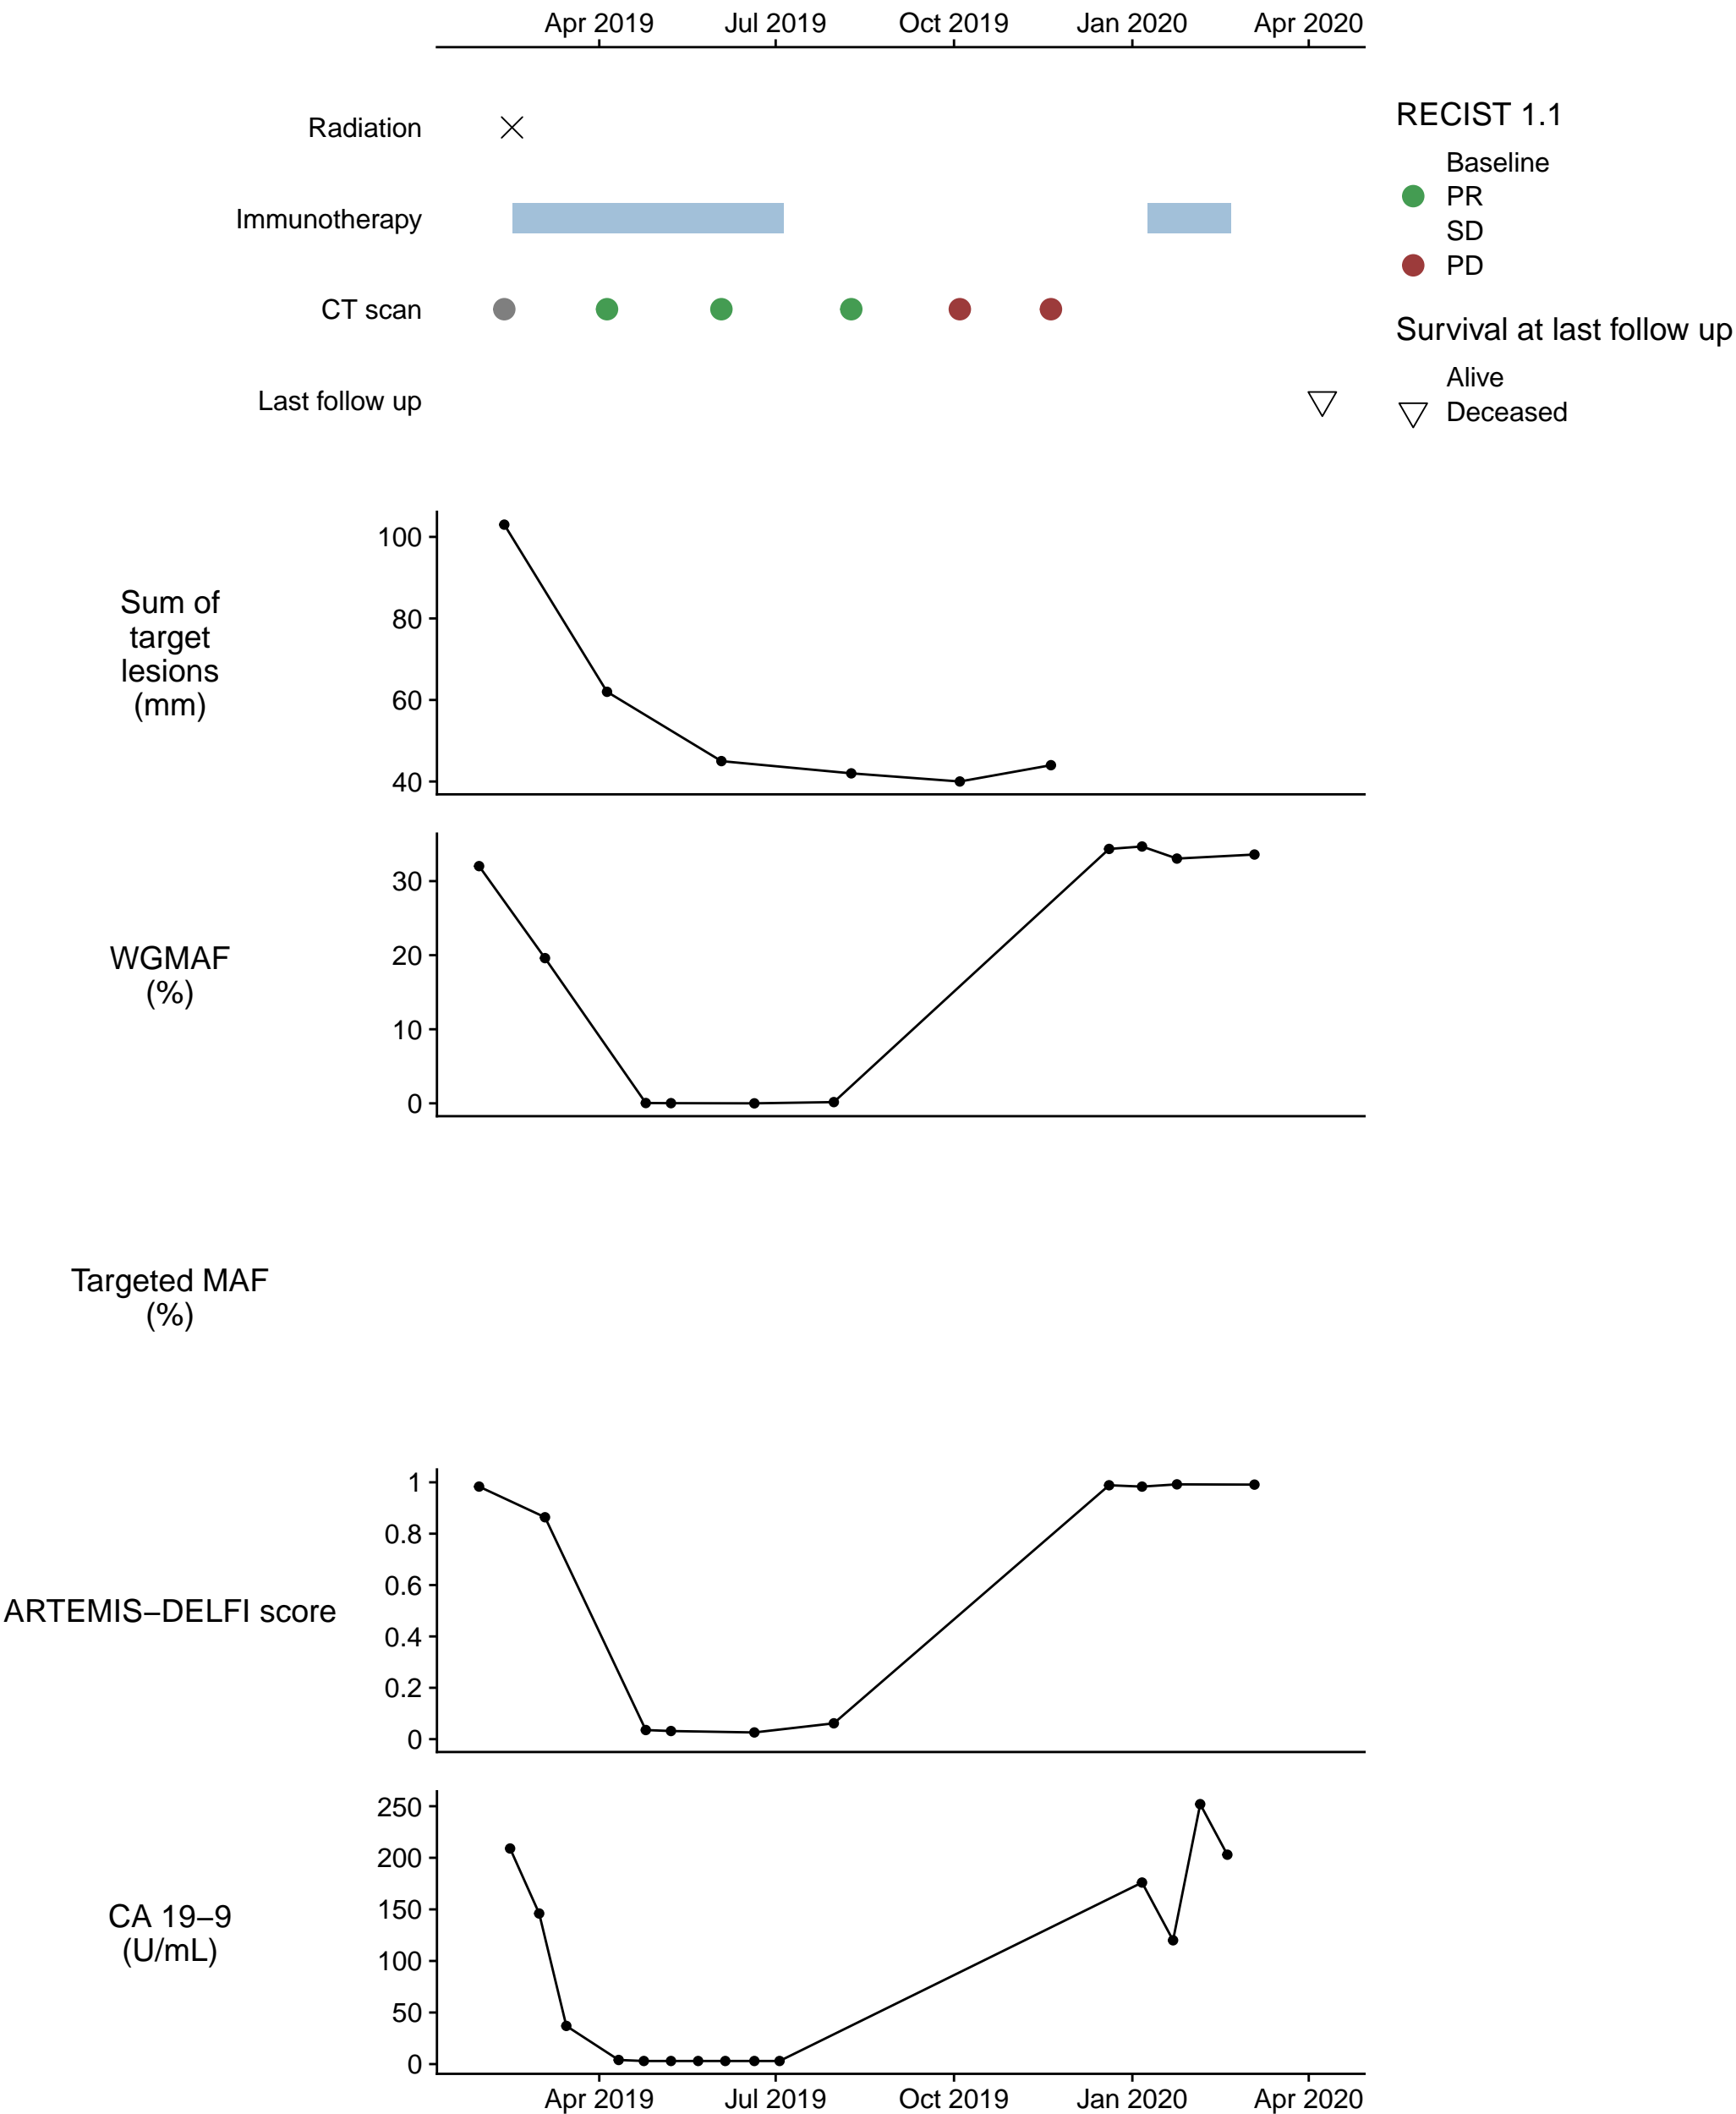 Apr 2019 Jul 2019 Oct 2019 Jan 2020 Apr 2020
Radiation
Immunotherapy
CT scan
Last follow up
RECIST 1.1
Baseline
PR
SD
PD
Survival at last follow up
Alive
Deceased
Sum of
target
lesions
(mm)
100
80
60
40
WGMAF
(%)
30
20
10
0
Targeted MAF
(%)
ARTEMIS−DELFI score
1
0.8
0.6
0.4
0.2
0
CA 19−9
(U/mL)
250
200
150
100
50
0
Apr 2019 Jul 2019 Oct 2019 Jan 2020 Apr 2020